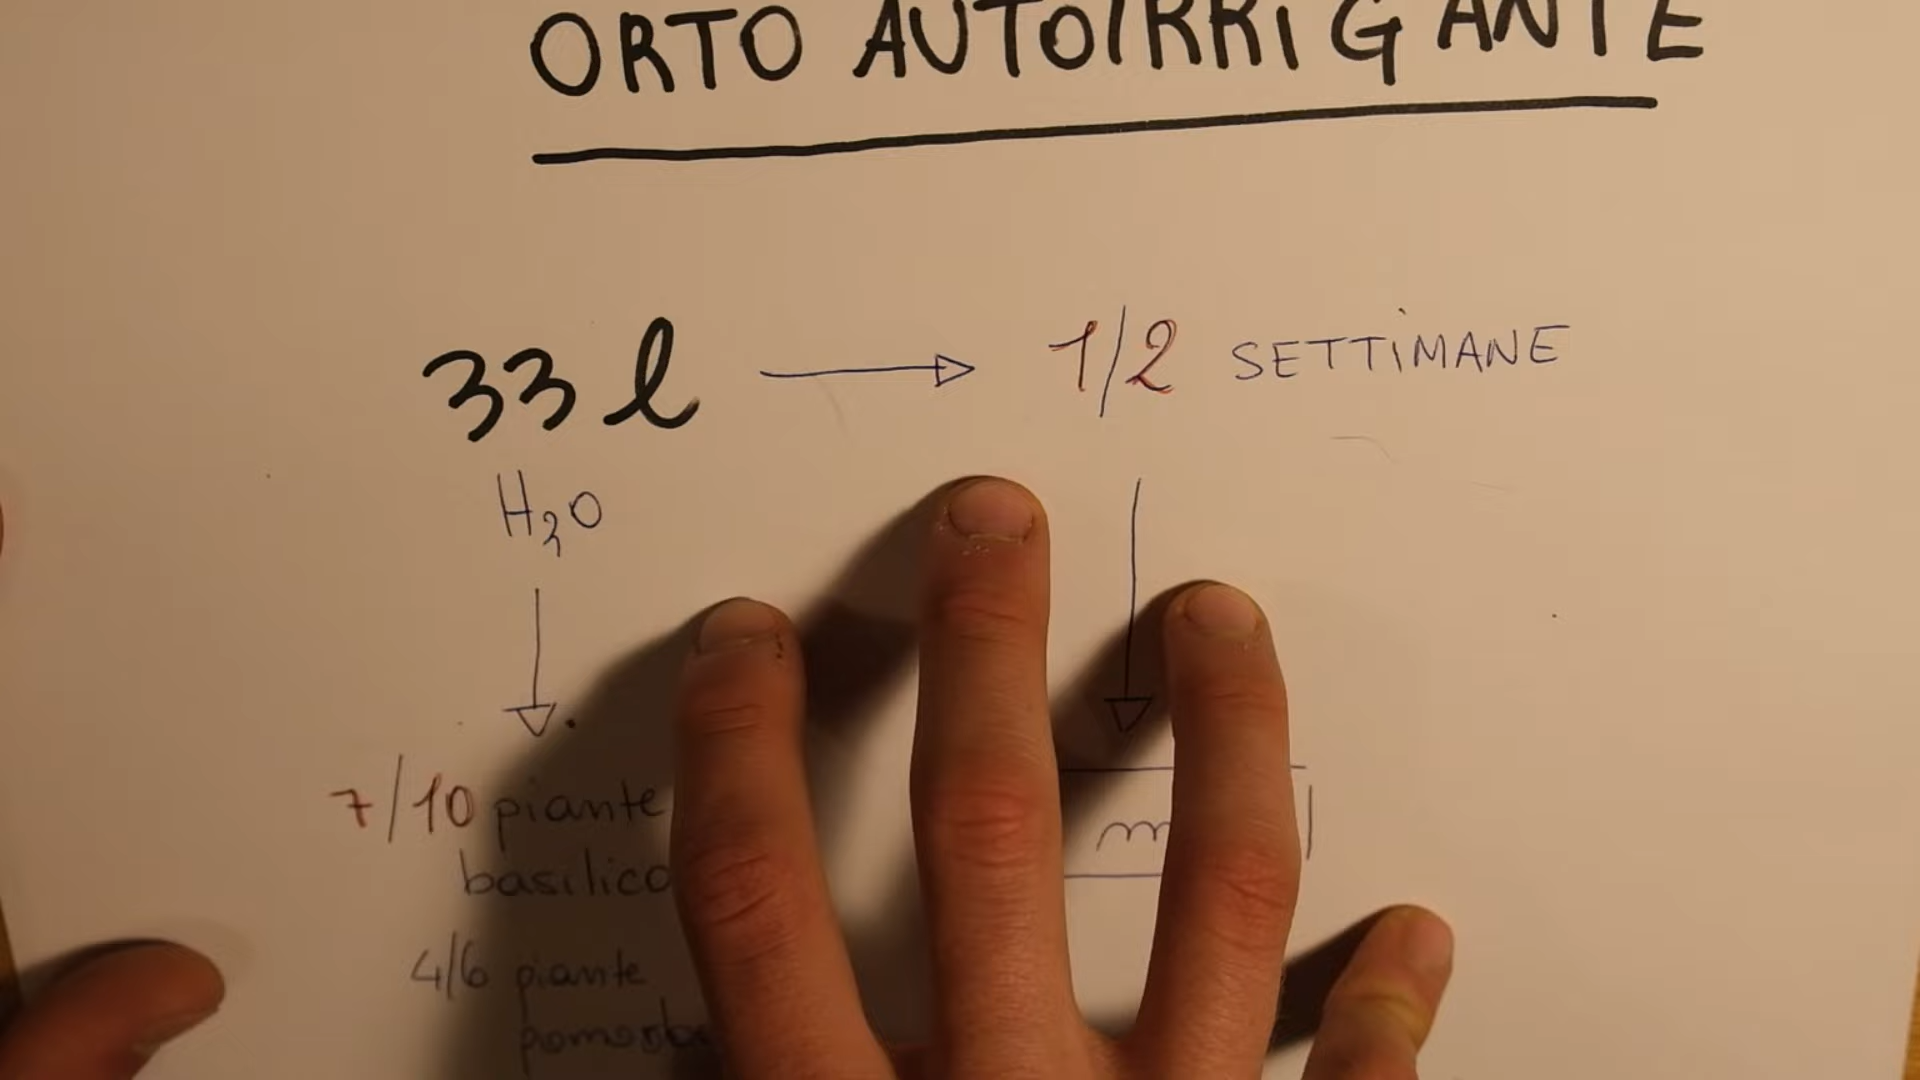 ORTO AUTOIRRIGANTE
33 l → 1/2 SETTIMANE
H2O
7/10 piante
basilico
4/6 piante